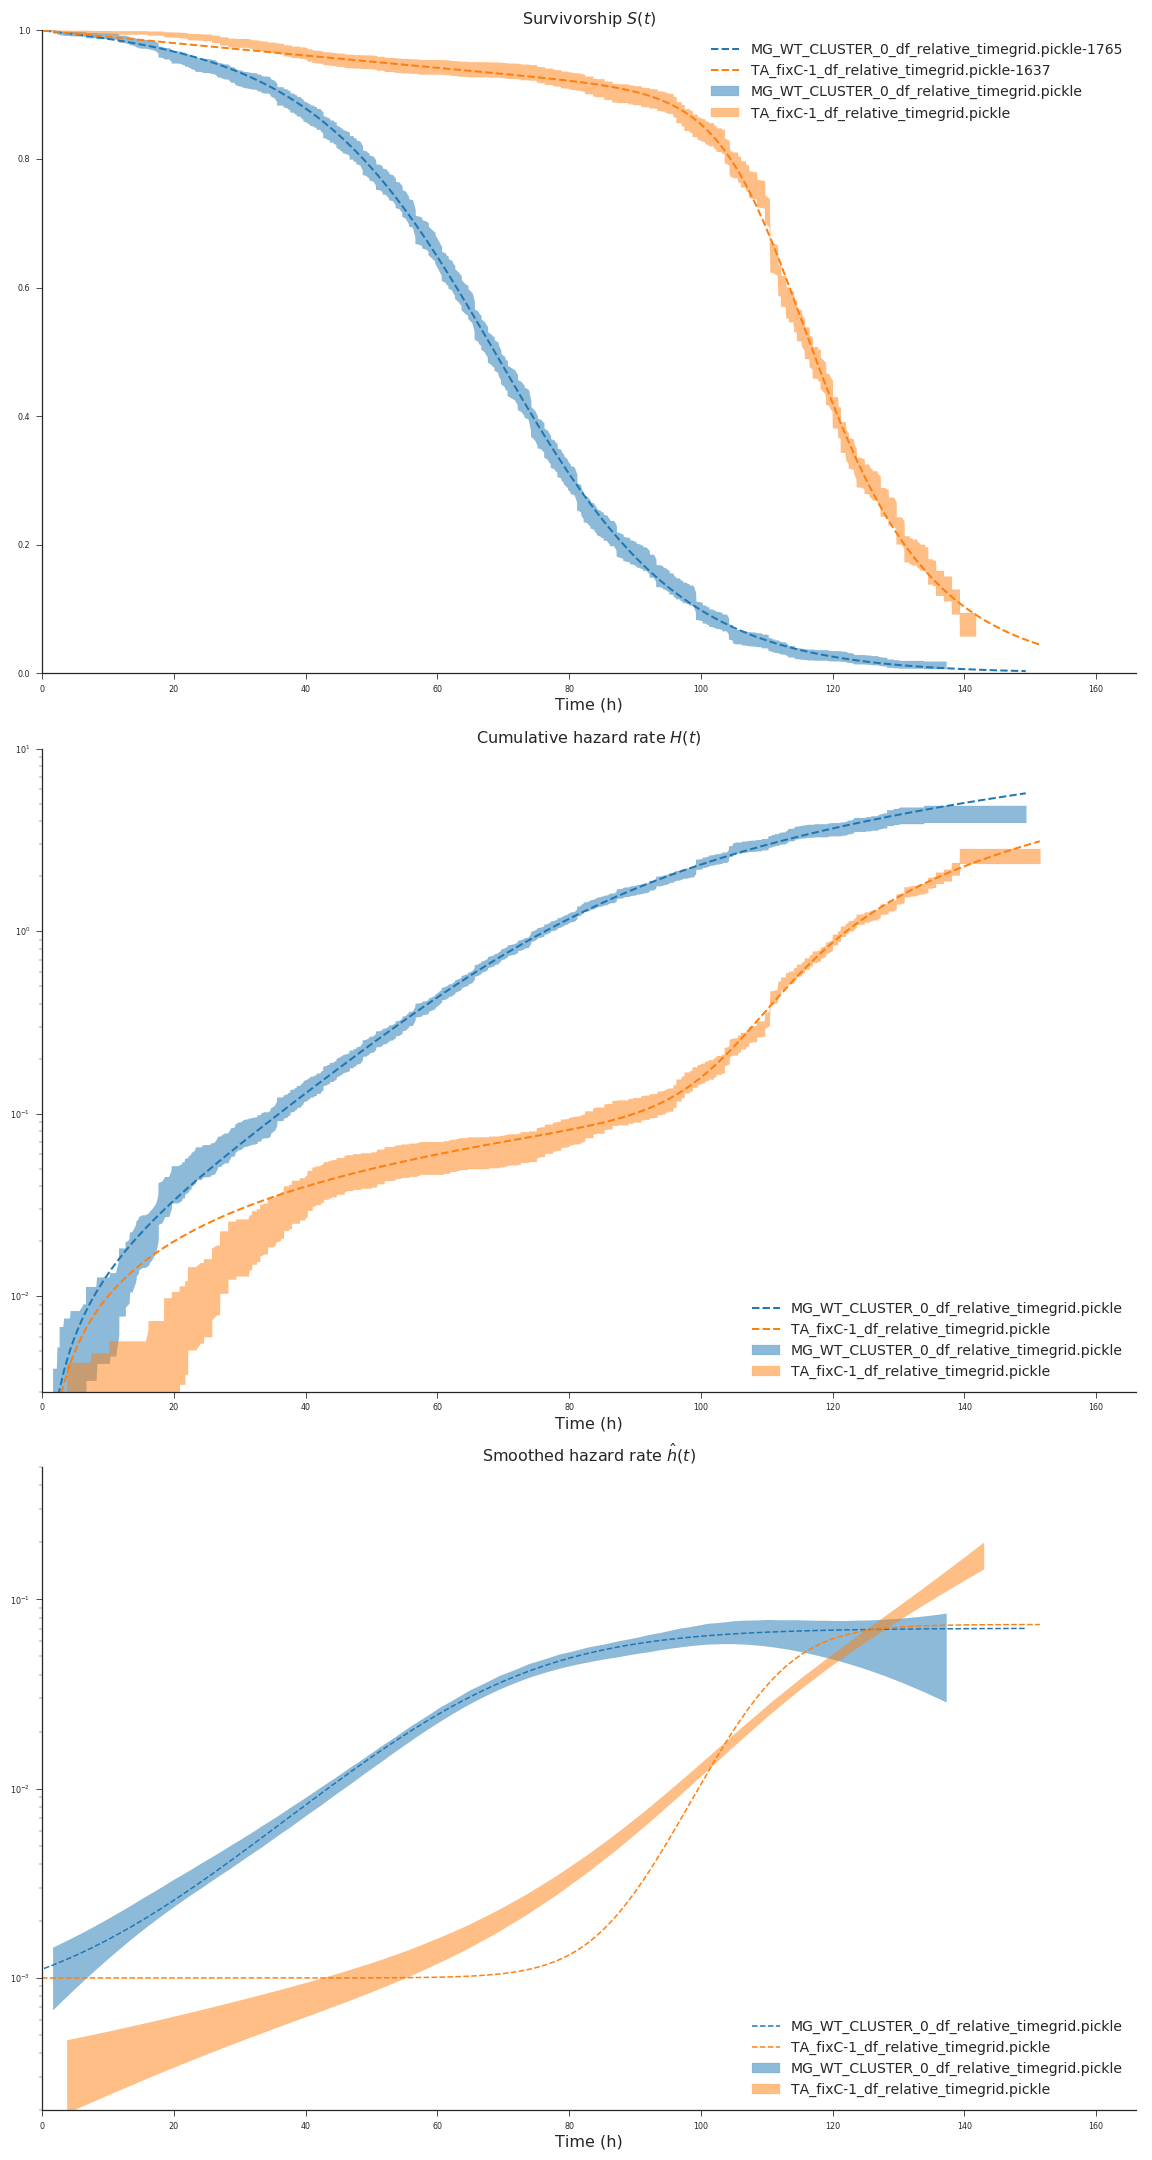 Survivorship S(t)
1.0
0.8
0.6
0.4
0.2
0.0
MG_WT_CLUSTER_0_df_relative_timegrid.pickle-1765
TA_fixC-1_df_relative_timegrid.pickle-1637
MG_WT_CLUSTER_0_df_relative_timegrid.pickle
TA_fixC-1_df_relative_timegrid.pickle
0 20 40 60 80 100 120 140 160
Time (h)
Cumulative hazard rate H(t)
10¹
10⁰
10⁻¹
10⁻²
MG_WT_CLUSTER_0_df_relative_timegrid.pickle
TA_fixC-1_df_relative_timegrid.pickle
MG_WT_CLUSTER_0_df_relative_timegrid.pickle
TA_fixC-1_df_relative_timegrid.pickle
0 20 40 60 80 100 120 140 160
Time (h)
Smoothed hazard rate ĥ(t)
10⁻¹
10⁻²
10⁻³
MG_WT_CLUSTER_0_df_relative_timegrid.pickle
TA_fixC-1_df_relative_timegrid.pickle
MG_WT_CLUSTER_0_df_relative_timegrid.pickle
TA_fixC-1_df_relative_timegrid.pickle
0 20 40 60 80 100 120 140 160
Time (h)